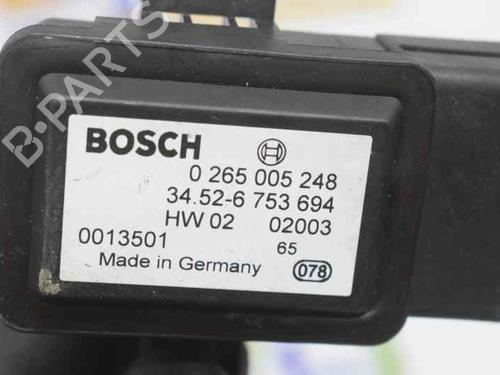 B-PARTS
BOSCH
0 265 005 248
34.52-6 753 694
HW 02 02003
0013501 65
Made in Germany 078